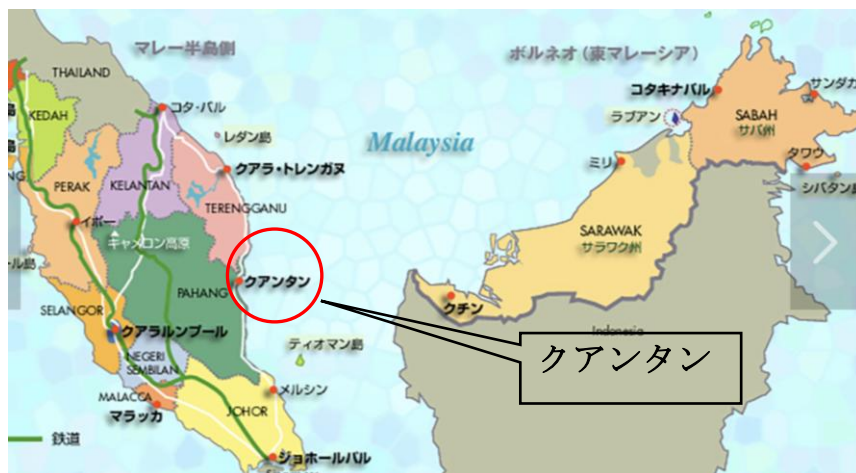 マレー半島側
ボルネオ（東マレーシア）
THAILAND
コタキナバル
サンダカ
KEDAH
コタ・バル
SABAH
サバ州
ラブアン
レダン島
Malaysia
クアラ・トレンガヌ
ミリ
タワウ
PERAK
KELANTAN
シパダン島
TERENGGANU
イポー
キャメロン高原
SARAWAK
サラワク州
ール島
クアンタン
PAHANG
SELANGOR
クチン
クアラルンプール
Indonesia
クアンタン
ティオマン島
NEGERI
SEMBILAN
メルシン
MALACCA
マラッカ
JOHOR
鉄道
ジョホールバル